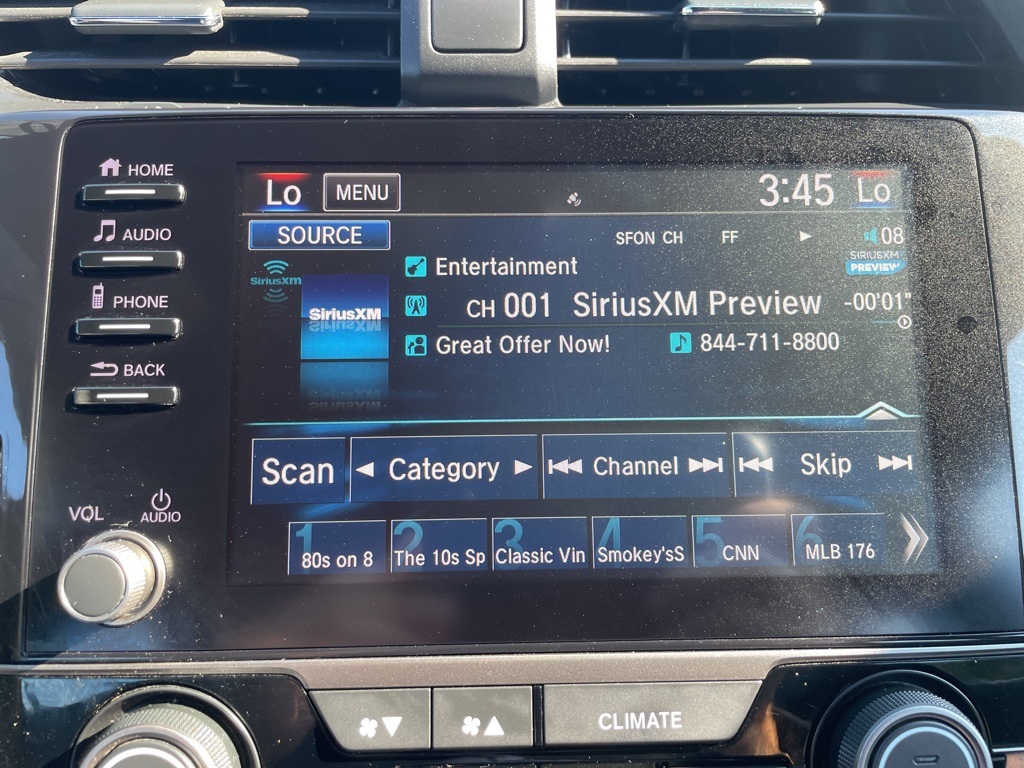 HOME
AUDIO
PHONE
BACK
VOL
AUDIO
Lo
MENU
3:45
Lo
SOURCE
SFON CH
FF
08
SiriusXM
SiriusXM
Entertainment
SIRIUSXM
PREVIEW
CH 001 SiriusXM Preview -00'01"
Great Offer Now!
844-711-8800
Scan
Category
Channel
Skip
1 80s on 8
2 The 10s Sp
3 Classic Vin
4 Smokey'sS
5 CNN
6 MLB 176
CLIMATE